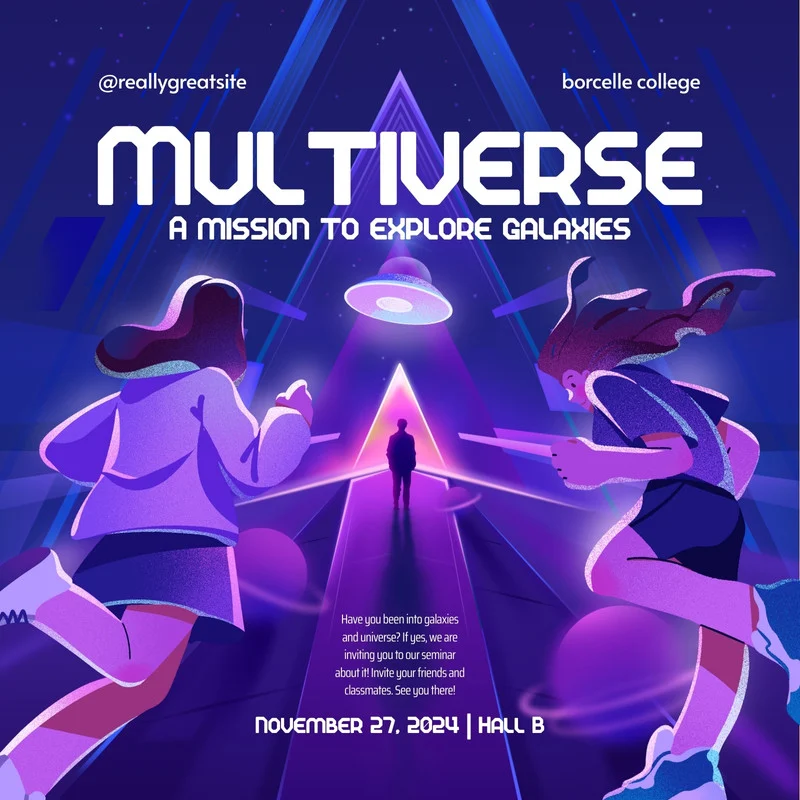 @reallygreatsite
borcelle college
MULTIVERSE
A MISSION TO EXPLORE GALAXIES
Have you been into galaxies
and universe? If yes, we are
inviting you to our seminar
about it! Invite your friends and
classmates. See you there!
NOVEMBER 27, 2024 | HALL B